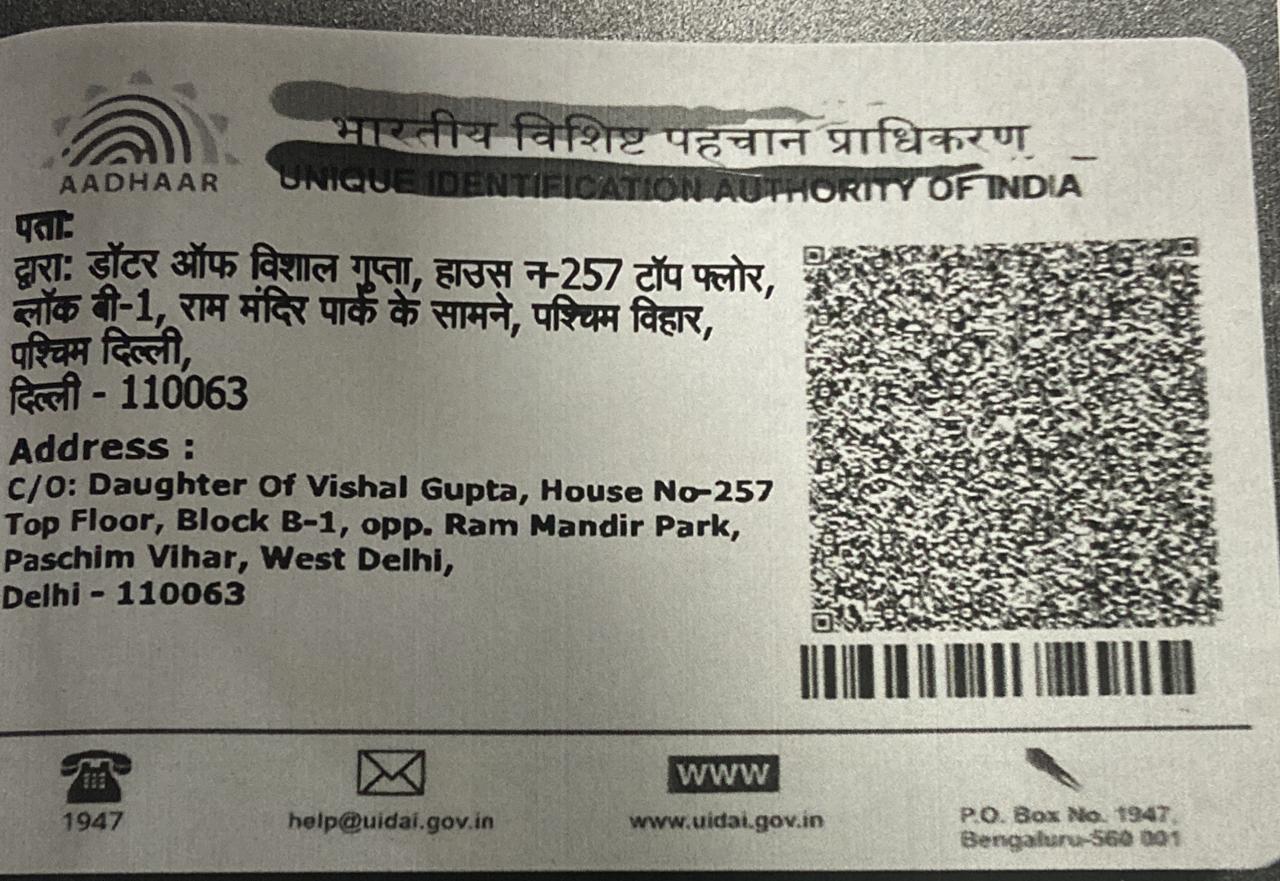 भारतीय विशिष्ट पहचान प्राधिकरण
AADHAAR
UNIQUE IDENTIFICATION AUTHORITY OF INDIA
पता:
द्वारा: डॉटर ऑफ विशाल गुप्ता, हाउस न-257 टॉप फ्लोर,
ब्लॉक बी-1, राम मंदिर पार्क के सामने, पश्चिम विहार,
पश्चिम दिल्ली,
दिल्ली - 110063
Address :
C/O: Daughter Of Vishal Gupta, House No-257
Top Floor, Block B-1, opp. Ram Mandir Park,
Paschim Vihar, West Delhi,
Delhi - 110063
WWW
1947
help@uidai.gov.in
www.uidai.gov.in
P.O. Box No. 1947,
Bengaluru-560 001